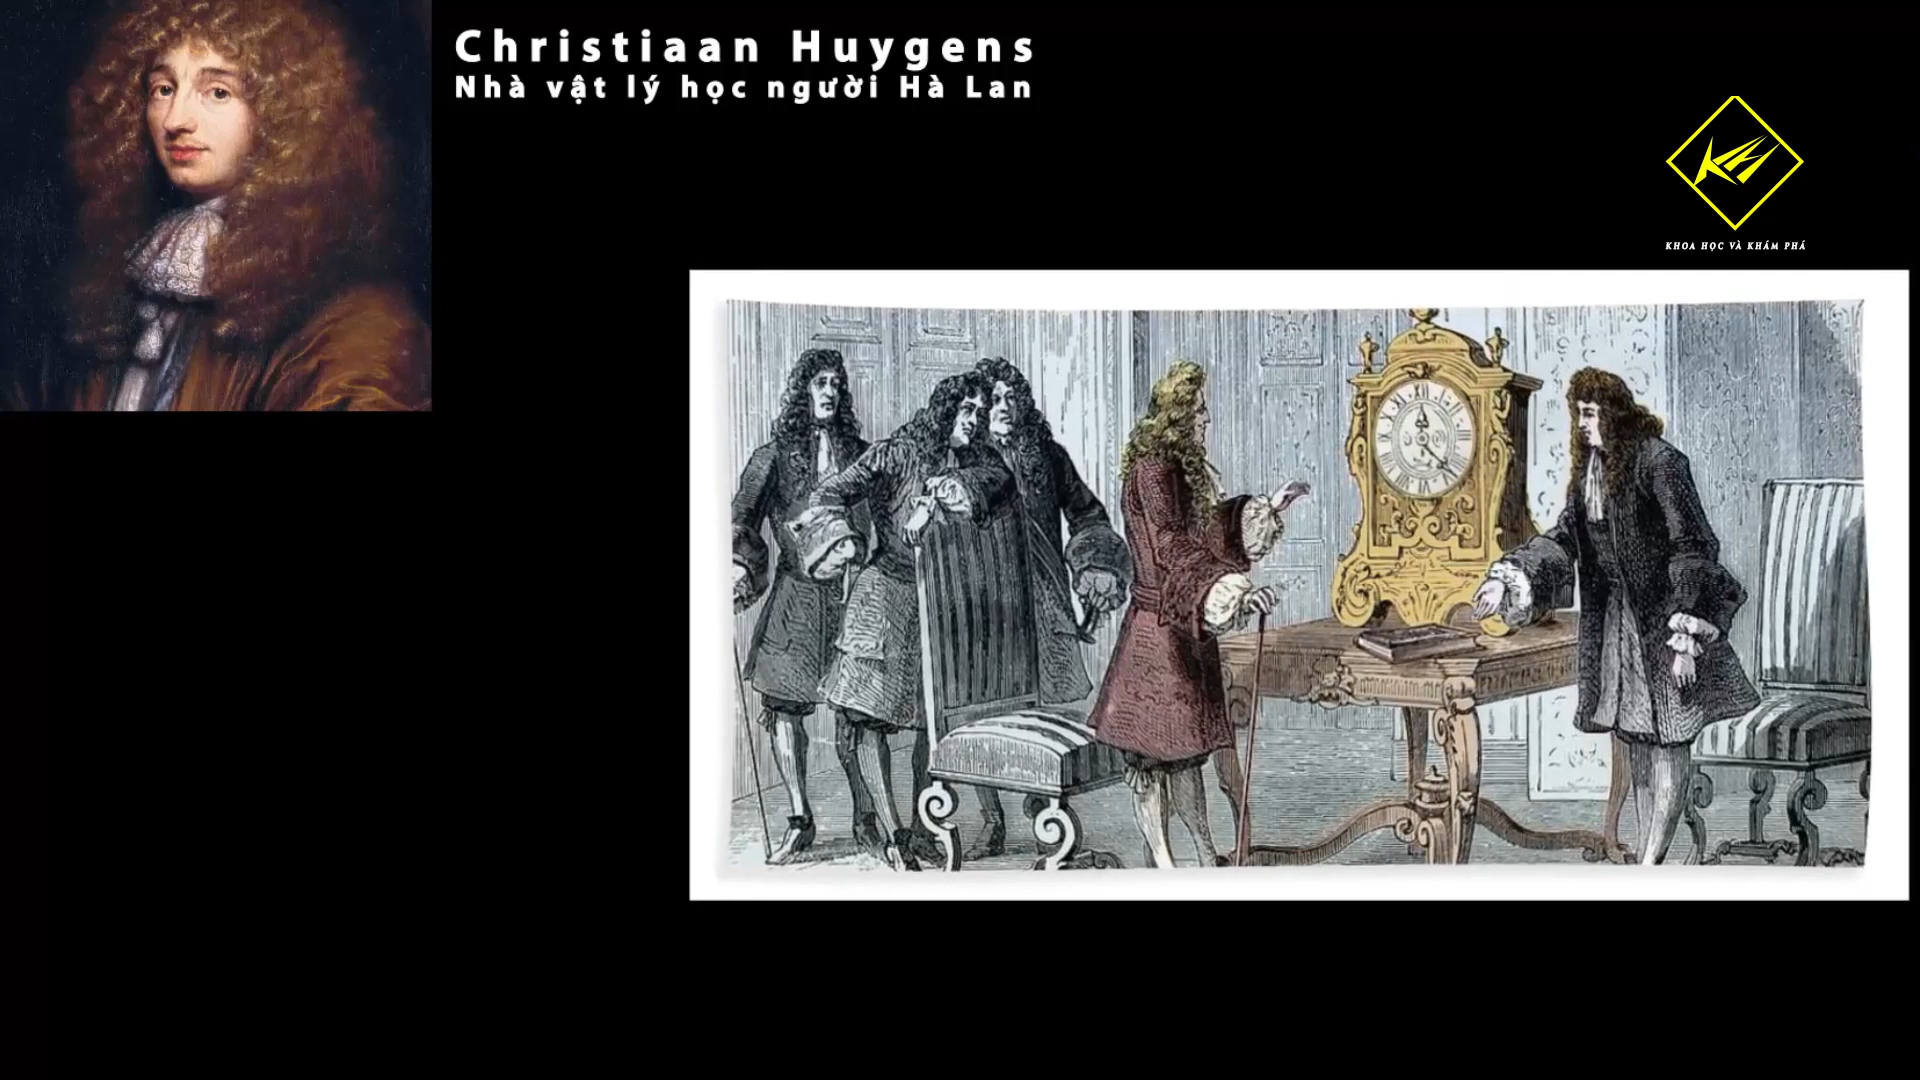 Christiaan Huygens
Nhà vật lý học người Hà Lan
KHOA HỌC VÀ KHÁM PHÁ